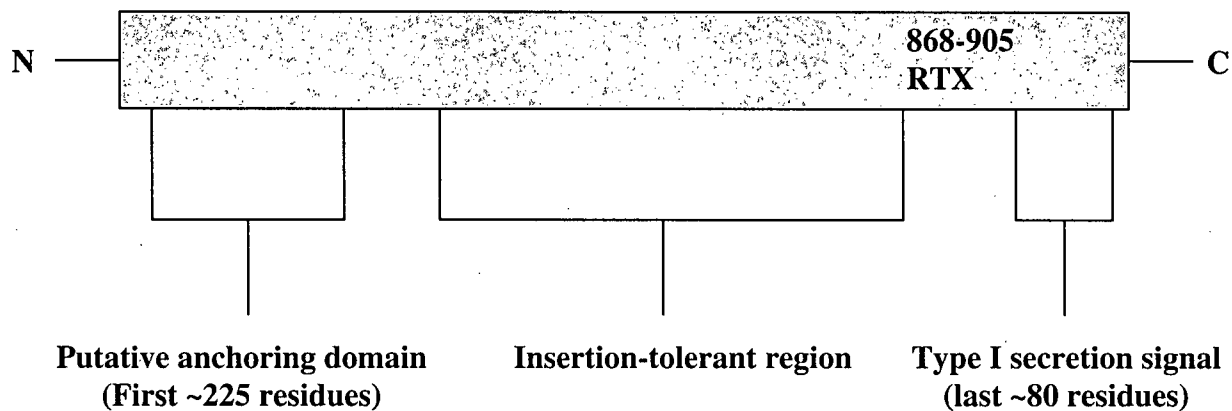 868-905
RTX
N
C
Putative anchoring domain
(First ~225 residues)
Insertion-tolerant region
Type I secretion signal
(last ~80 residues)